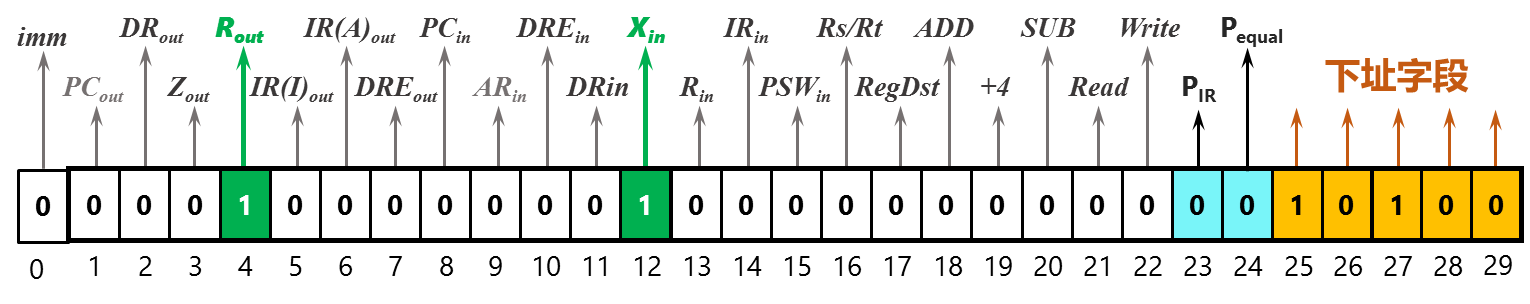 imm DRout Rout IR(A)out PCin DREin Xin IRin Rs/Rt ADD SUB Write Pequal
PCout Zout IR(I)out DREout ARin DRin Rin PSWin RegDst +4 Read PIR 下址字段
0 0 0 0 1 0 0 0 0 0 0 0 1 0 0 0 0 0 0 0 0 0 0 0 0 1 0 1 0 0
0 1 2 3 4 5 6 7 8 9 10 11 12 13 14 15 16 17 18 19 20 21 22 23 24 25 26 27 28 29